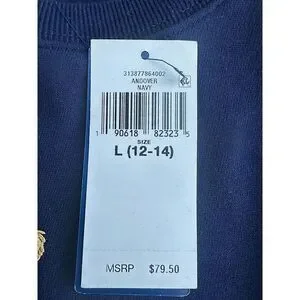 313877864002
ANDOVER
NAVY
1 90618 82323 5
SIZE
L (12-14)
MSRP $79.50